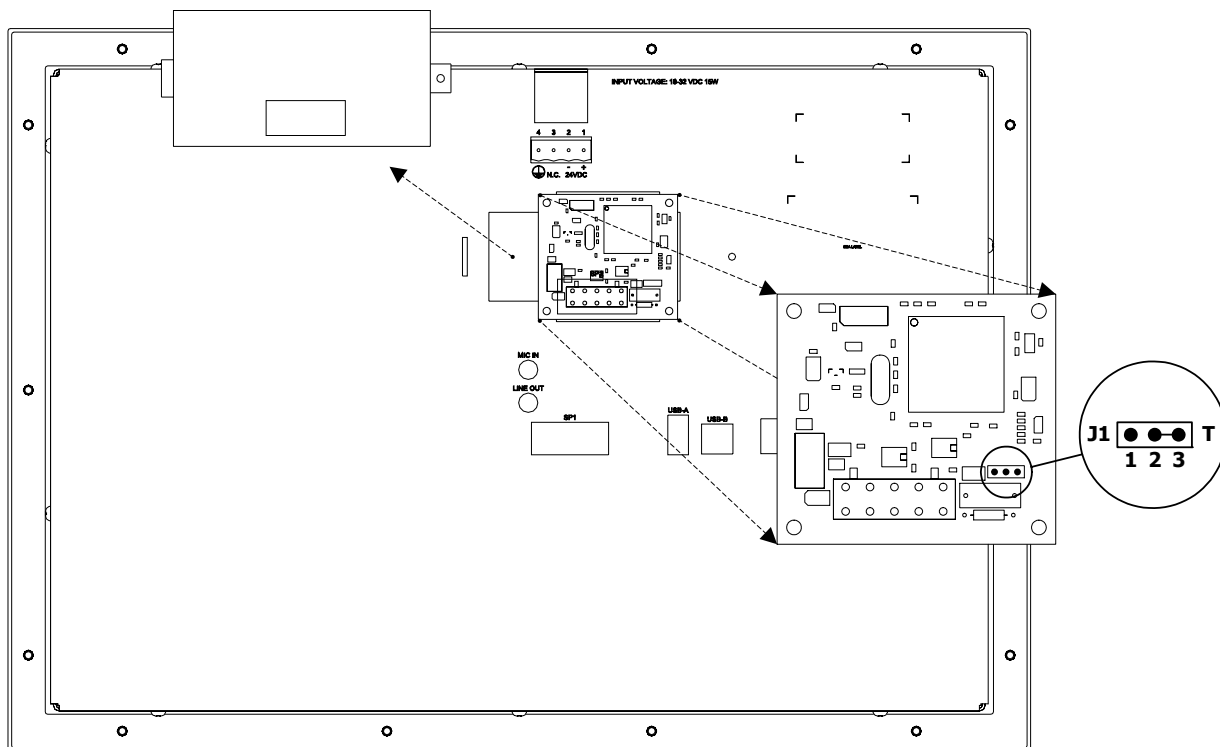 INPUT VOLTAGE: 18-32 VDC 15W
4 3 2 1
- +
N.C. 24VDC
SP2
MIC IN
LINE OUT
SP1
USB-A
USB-B
J1 T
1 2 3